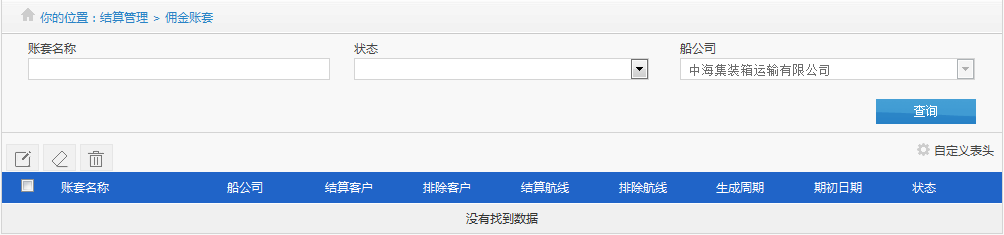 你的位置：结算管理 > 佣金账套
账套名称 状态 船公司
中海集装箱运输有限公司
查询
自定义表头
账套名称 船公司 结算客户 排除客户 结算航线 排除航线 生成周期 期初日期 状态
没有找到数据